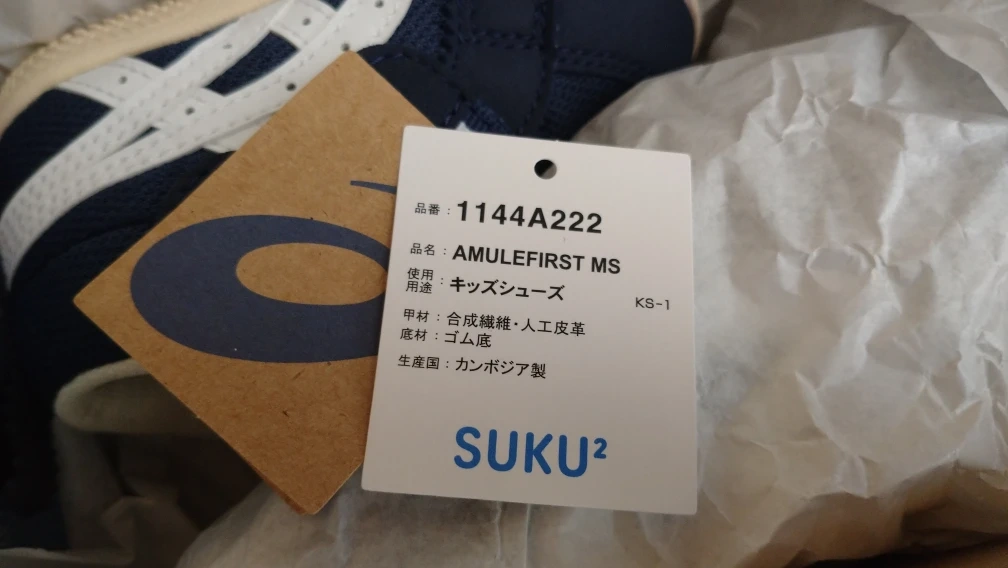 品番：1144A222
品名：AMULEFIRST MS
使用用途：キッズシューズ
KS-1
甲材：合成繊維・人工皮革
底材：ゴム底
生産国：カンボジア製
SUKU²